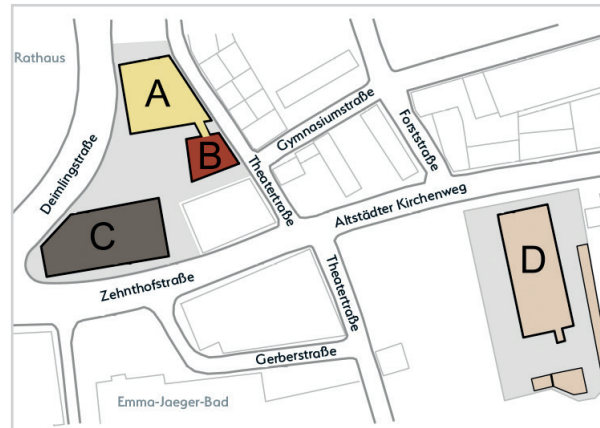 Rathaus
A
B
C
D
Deimlingstraße
Theaterstraße
Gymnasiumstraße
Forststraße
Altstädter Kirchenweg
Zehnthofstraße
Theaterstraße
Gerberstraße
Emma-Jaeger-Bad